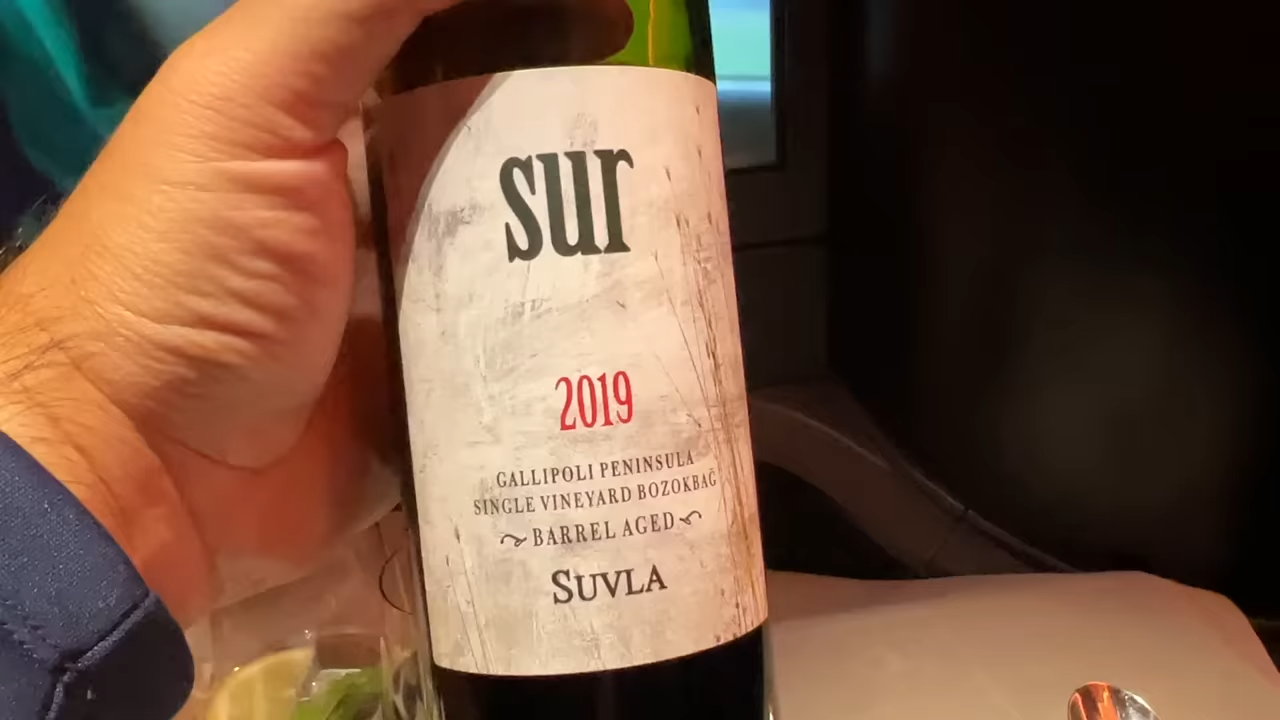 sur
2019
GALLIPOLI PENINSULA
SINGLE VINEYARD BOZOKBAĞ
BARREL AGED
SUVLA